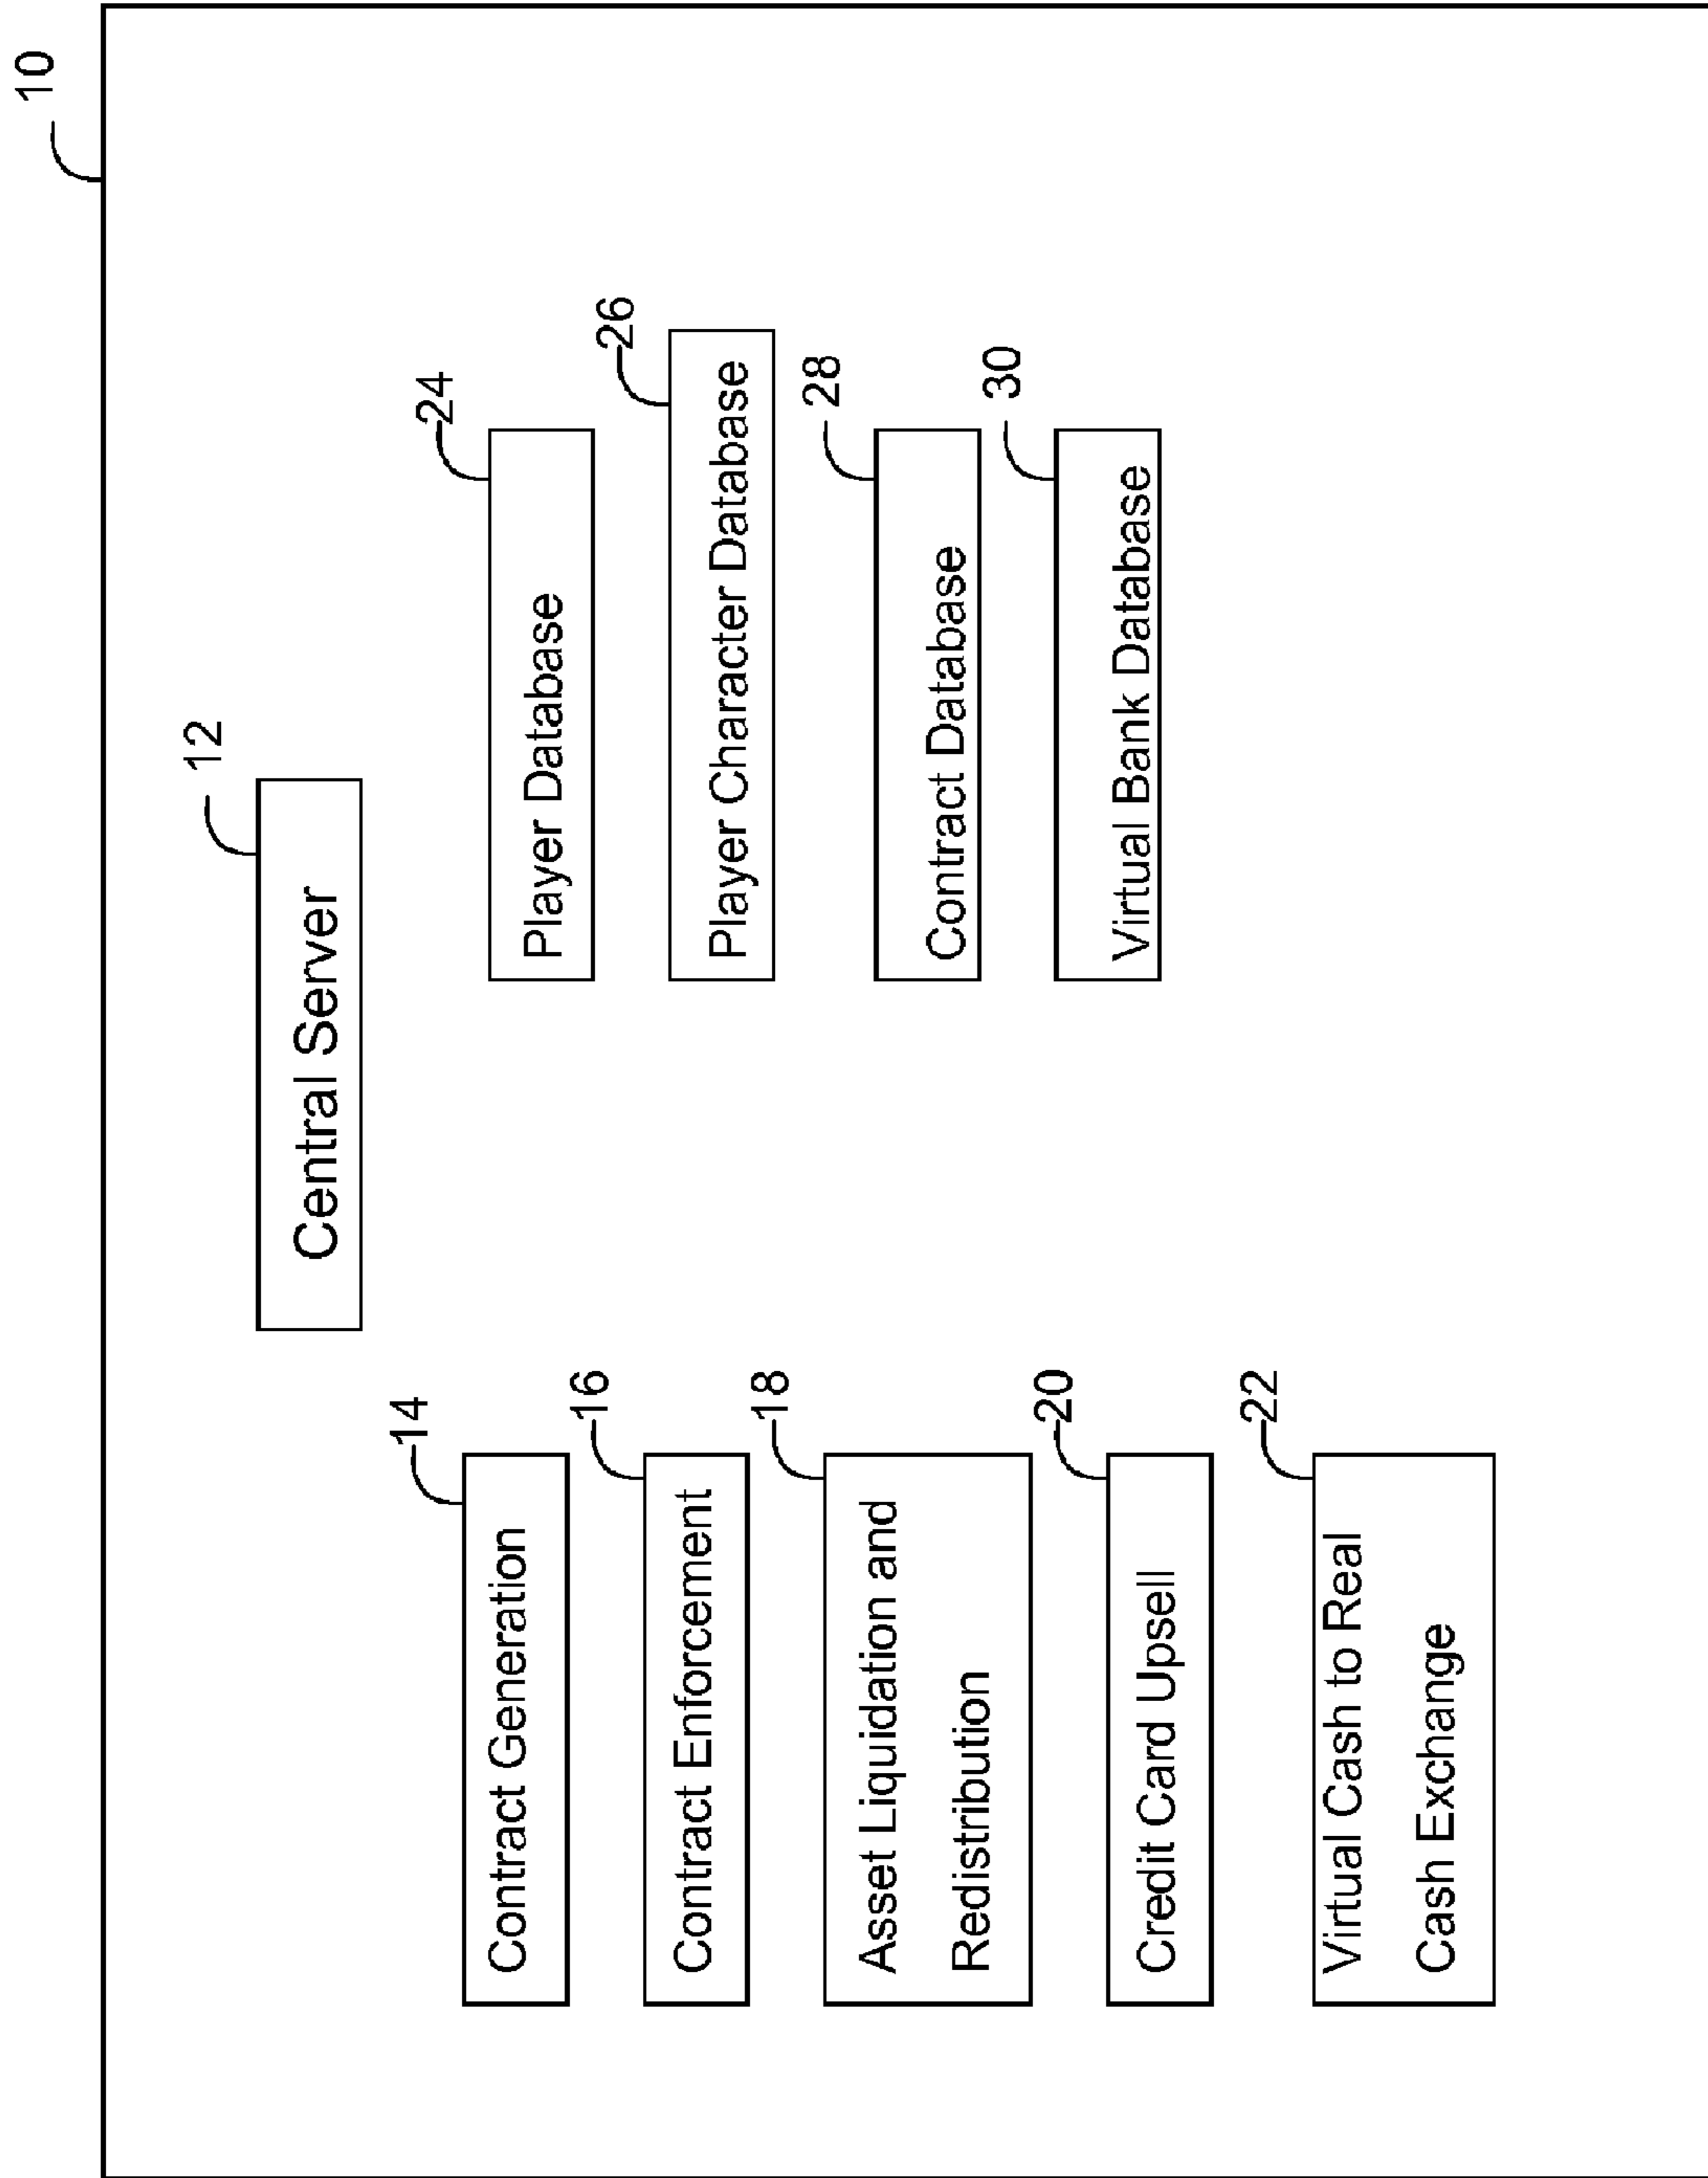 10
12
Central Server
14
Contract Generation
16
Contract Enforcement
18
Asset Liquidation and
Redistribution
20
Credit Card Upsell
22
Virtual Cash to Real
Cash Exchange
24
Player Database
26
Player Character Database
28
Contract Database
30
Virtual Bank Database